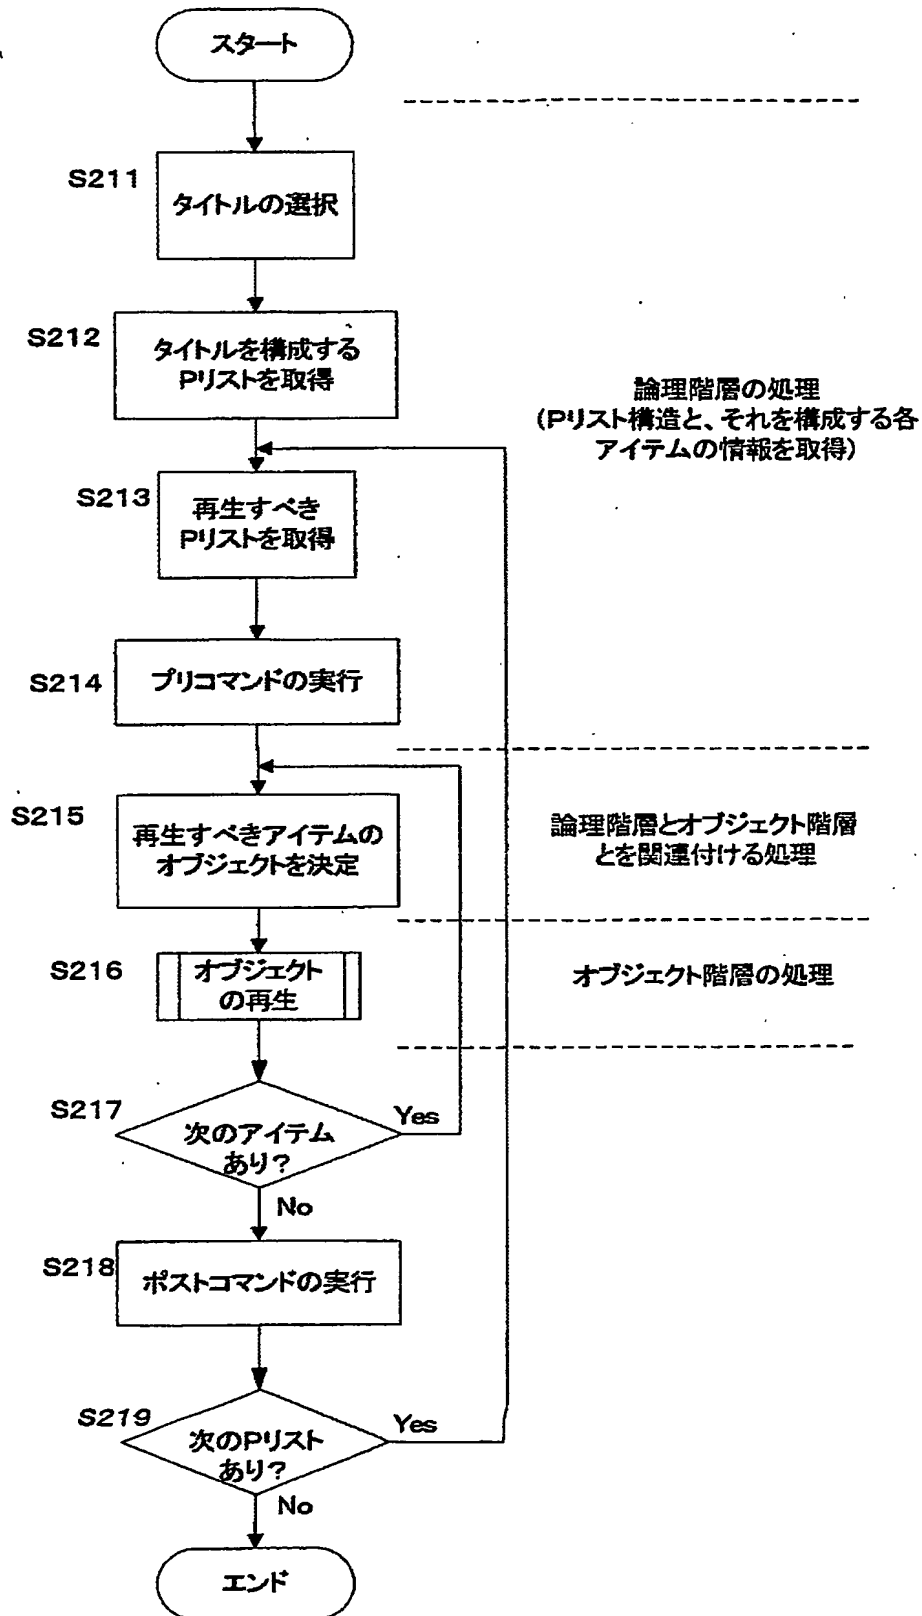 スタート
S211
タイトルの選択
S212
タイトルを構成する
Pリストを取得
論理階層の処理
(Pリスト構造と、それを構成する各
アイテムの情報を取得)
S213
再生すべき
Pリストを取得
S214
プリコマンドの実行
S215
再生すべきアイテムの
オブジェクトを決定
論理階層とオブジェクト階層
とを関連付ける処理
S216
オブジェクト
の再生
オブジェクト階層の処理
S217
次のアイテム
あり?
Yes
No
S218
ポストコマンドの実行
S219
次のPリスト
あり?
Yes
No
エンド